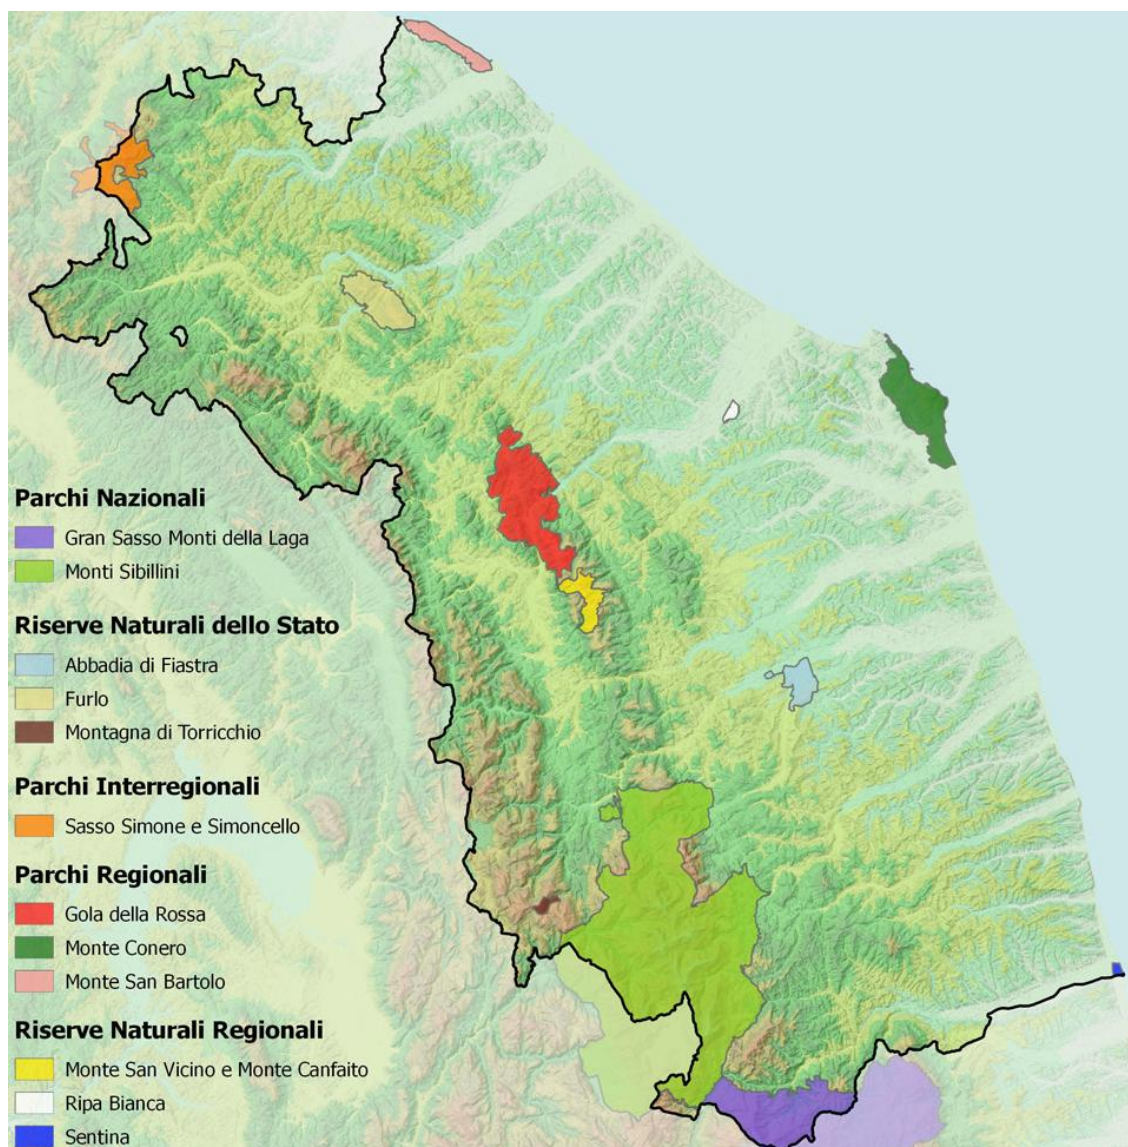 Parchi Nazionali
Gran Sasso Monti della Laga
Monti Sibillini
Riserve Naturali dello Stato
Abbadia di Fiastra
Furlo
Montagna di Torricchio
Parchi Interregionali
Sasso Simone e Simoncello
Parchi Regionali
Gola della Rossa
Monte Conero
Monte San Bartolo
Riserve Naturali Regionali
Monte San Vicino e Monte Canfaito
Ripa Bianca
Sentina